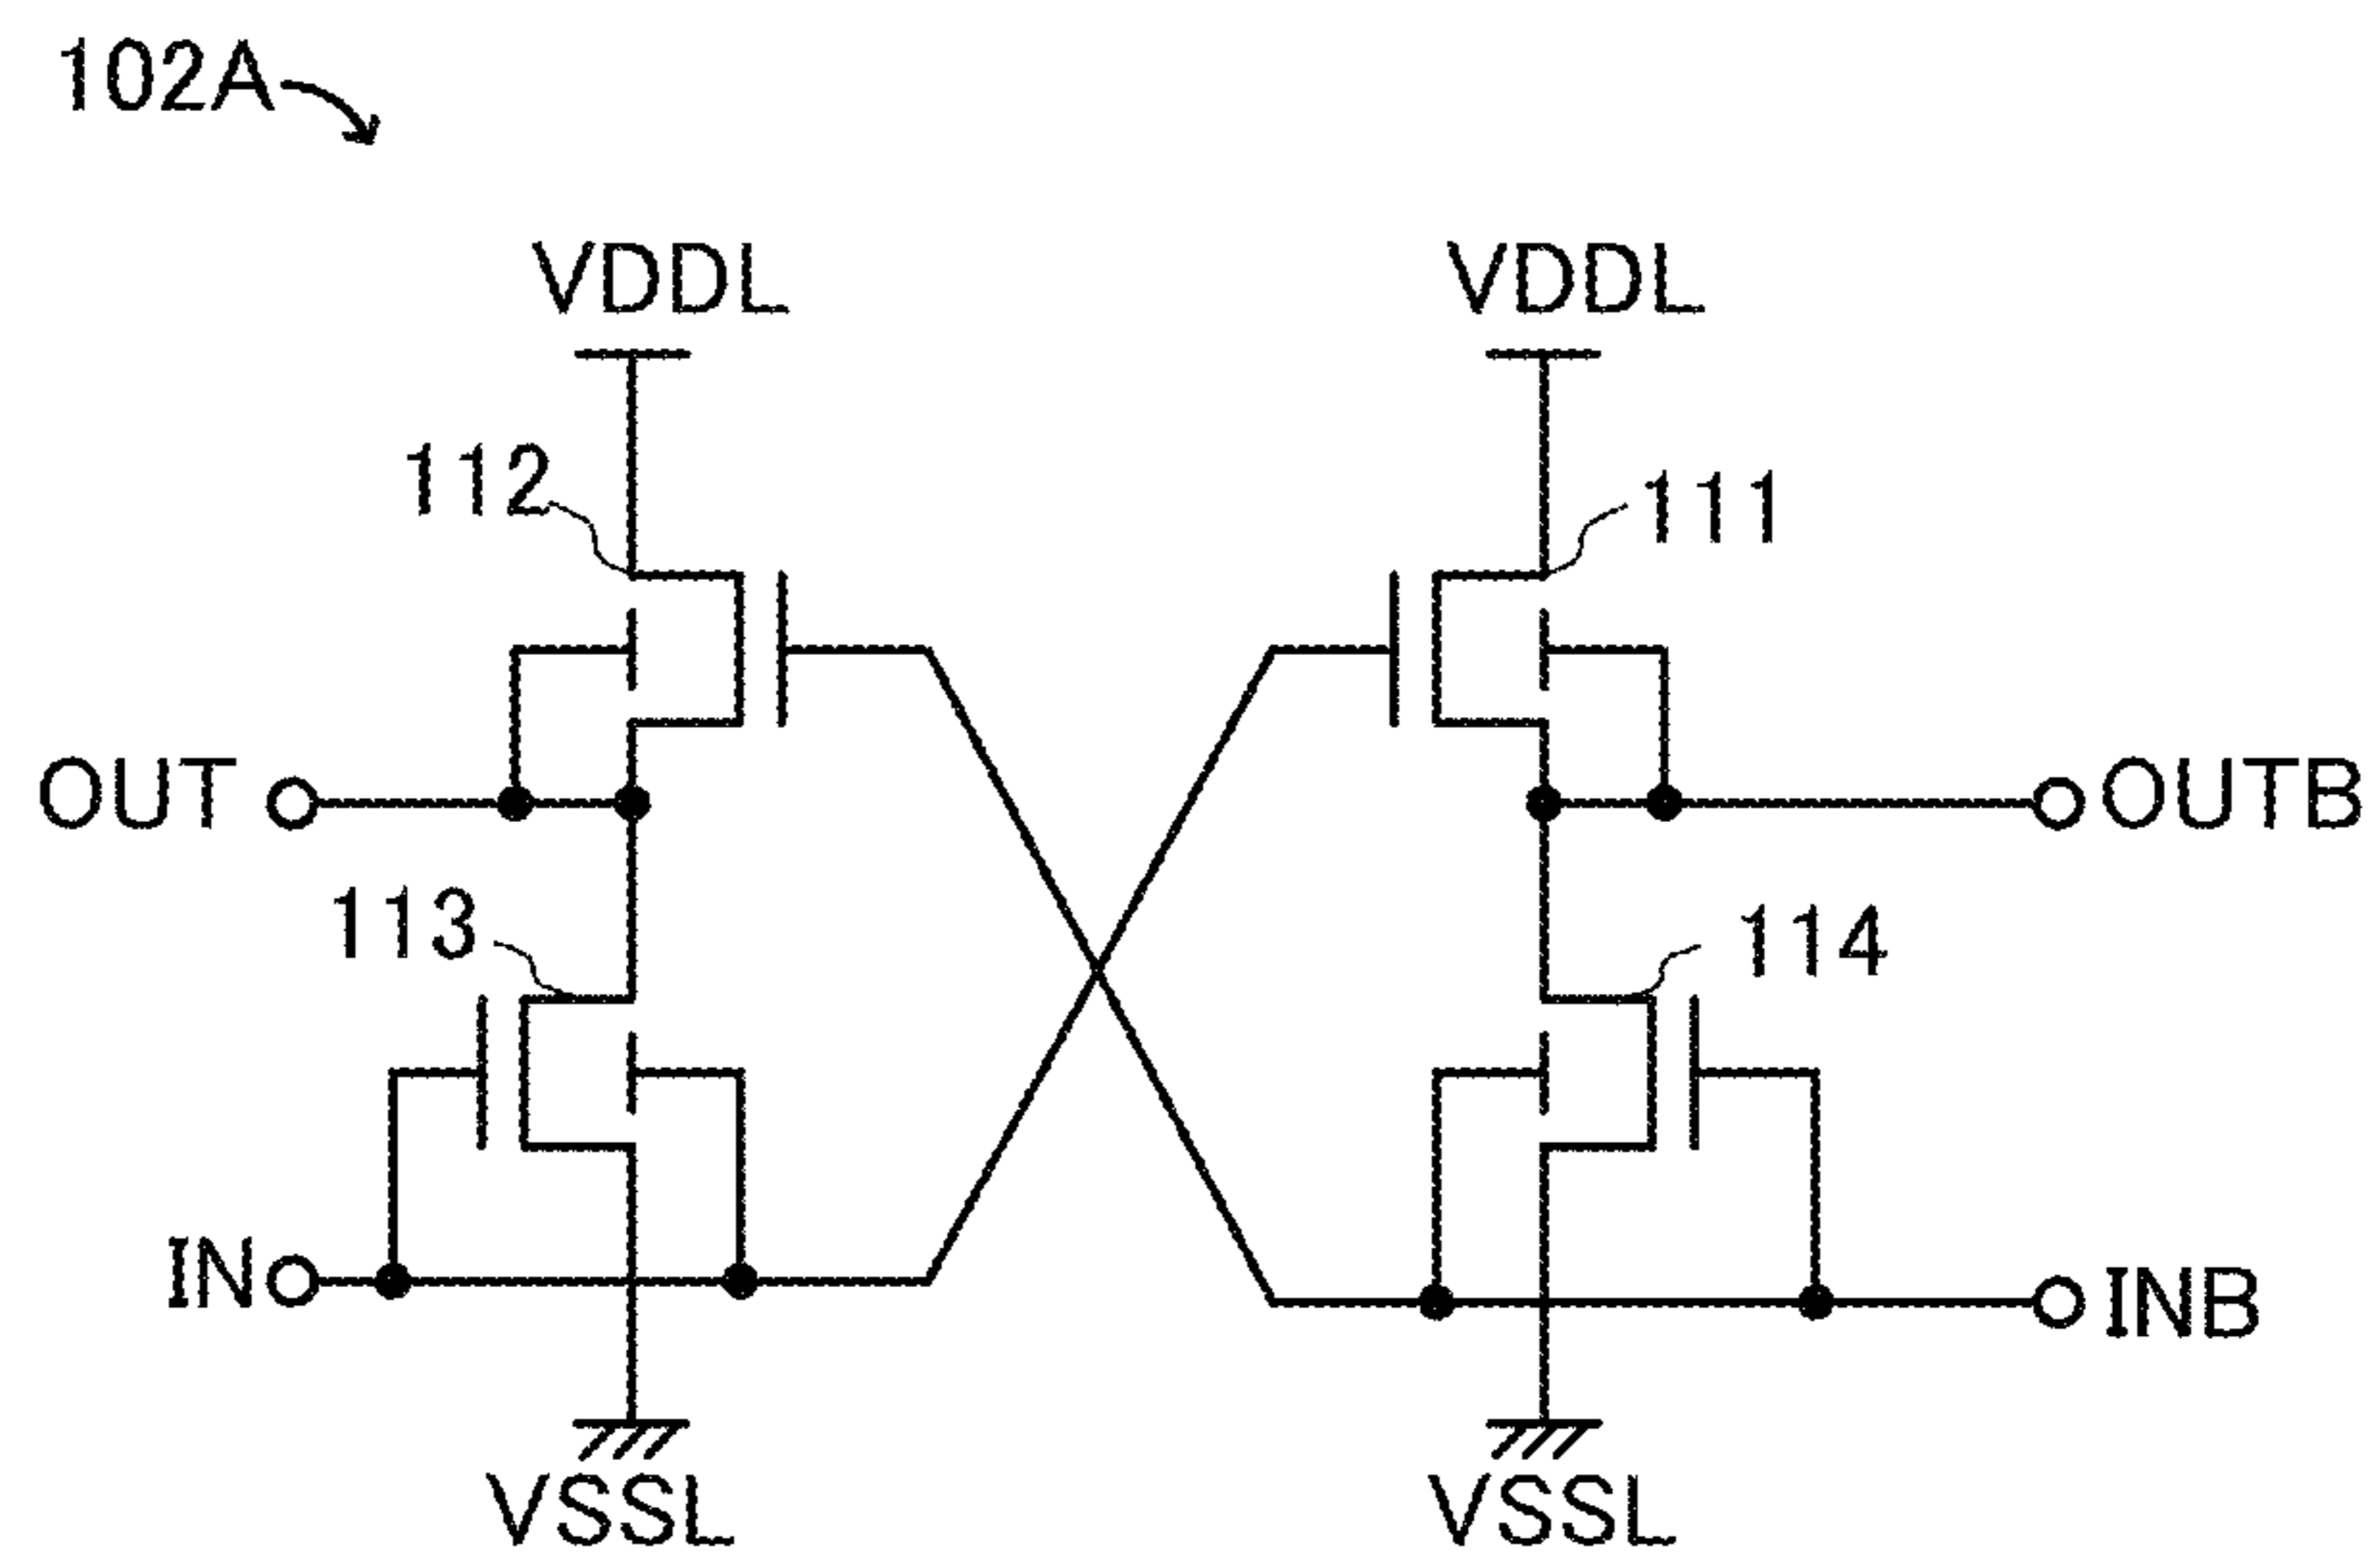 102A
VDDL VDDL
112 111
OUT OUTB
113 114
IN INB
VSSL VSSL